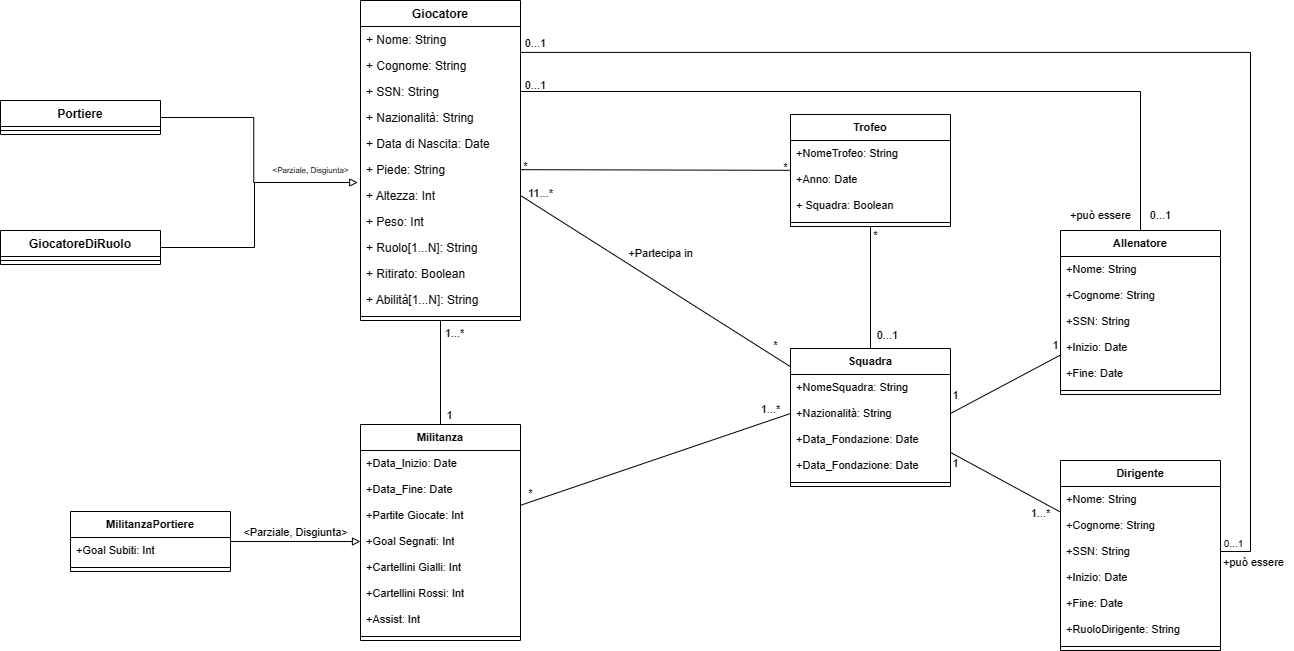 Giocatore
+ Nome: String
+ Cognome: String
+ SSN: String
+ Nazionalità: String
+ Data di Nascita: Date
+ Piede: String
+ Altezza: Int
+ Peso: Int
+ Ruolo[1...N]: String
+ Ritirato: Boolean
+ Abilità[1...N]: String
Portiere
GiocatoreDiRuolo
<Parziale, Disgiunta>
0...1
0...1
*
*
11...*
+Partecipa in
*
1...*
1
Trofeo
+NomeTrofeo: String
+Anno: Date
+ Squadra: Boolean
*
0...1
+può essere
0...1
Allenatore
+Nome: String
+Cognome: String
+SSN: String
+Inizio: Date
+Fine: Date
1
1
Squadra
+NomeSquadra: String
+Nazionalità: String
+Data_Fondazione: Date
+Data_Fondazione: Date
1...*
*
1
1...*
Militanza
+Data_Inizio: Date
+Data_Fine: Date
+Partite Giocate: Int
+Goal Segnati: Int
+Cartellini Gialli: Int
+Cartellini Rossi: Int
+Assist: Int
MilitanzaPortiere
+Goal Subiti: Int
<Parziale, Disgiunta>
Dirigente
+Nome: String
+Cognome: String
+SSN: String
+Inizio: Date
+Fine: Date
+RuoloDirigente: String
0...1
+può essere